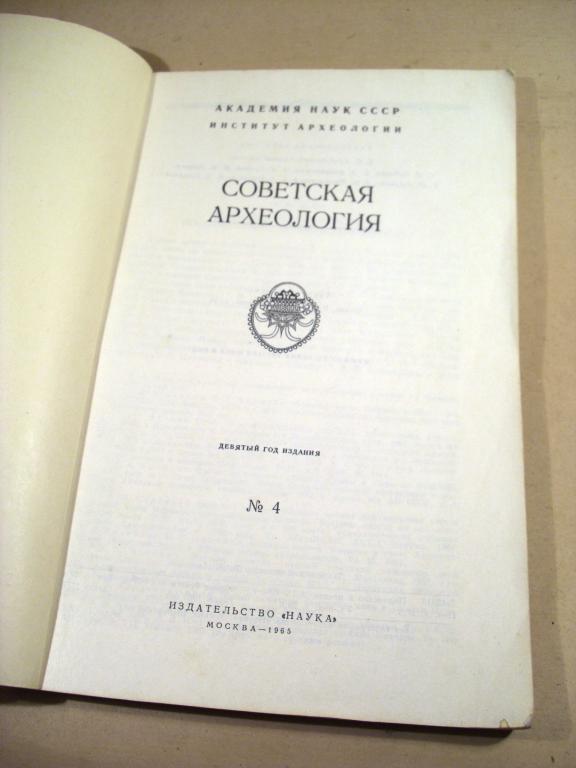 АКАДЕМИЯ НАУК СССР
ИНСТИТУТ АРХЕОЛОГИИ
СОВЕТСКАЯ
АРХЕОЛОГИЯ
ДЕВЯТЫЙ ГОД ИЗДАНИЯ
№ 4
ИЗДАТЕЛЬСТВО «НАУКА»
МОСКВА — 1965